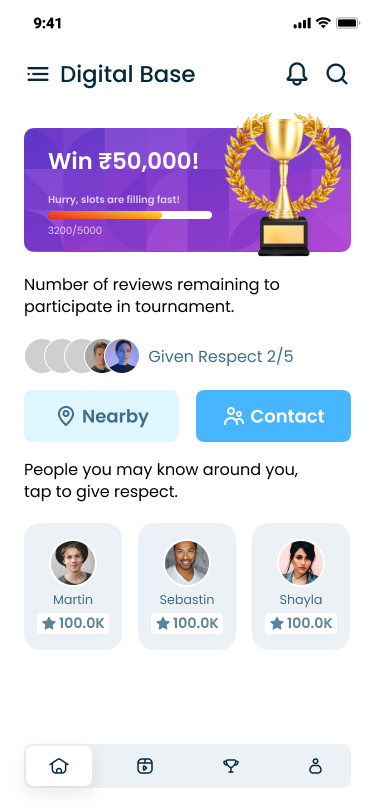 9:41
Digital Base
Win ₹50,000!
Hurry, slots are filling fast!
3200/5000
Number of reviews remaining to
participate in tournament.
Given Respect 2/5
Nearby
Contact
People you may know around you,
tap to give respect.
Martin
Sebastin
Shayla
100.0K
100.0K
100.0K